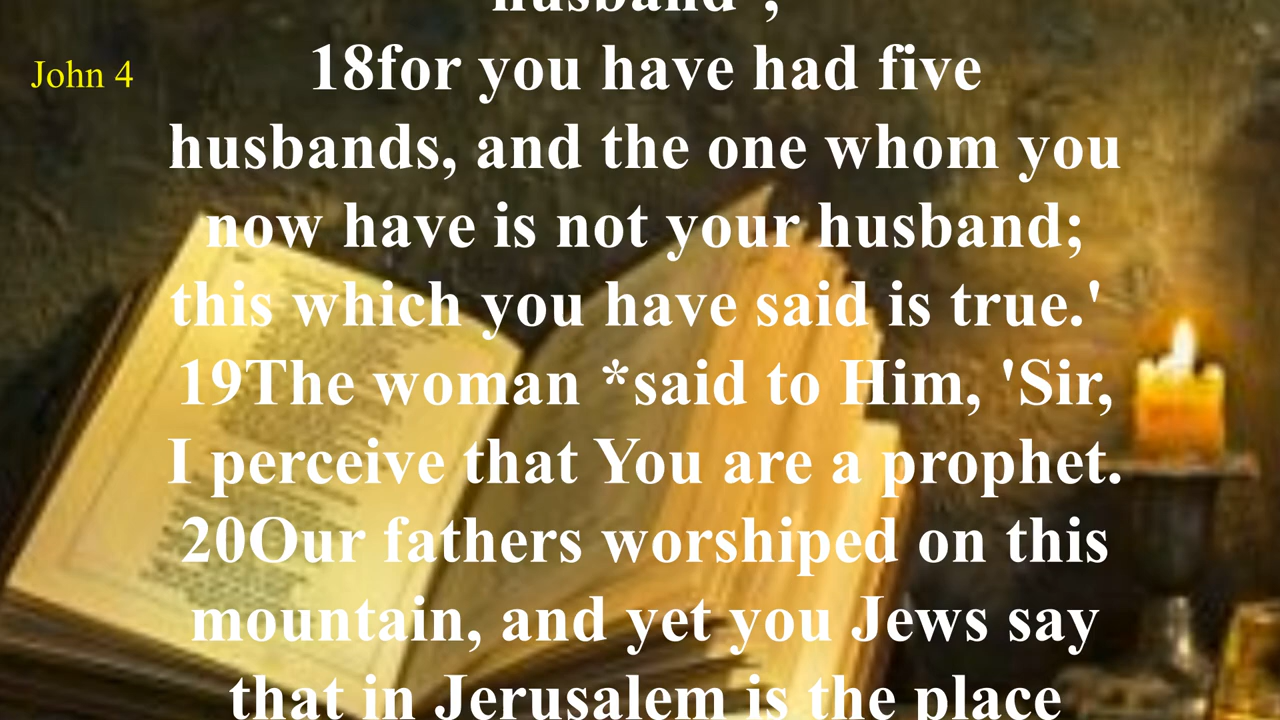 husband ',
John 4
18for you have had five
husbands, and the one whom you
now have is not your husband;
this which you have said is true.'
19The woman *said to Him, 'Sir,
I perceive that You are a prophet.
20Our fathers worshiped on this
mountain, and yet you Jews say
that in Jerusalem is the place